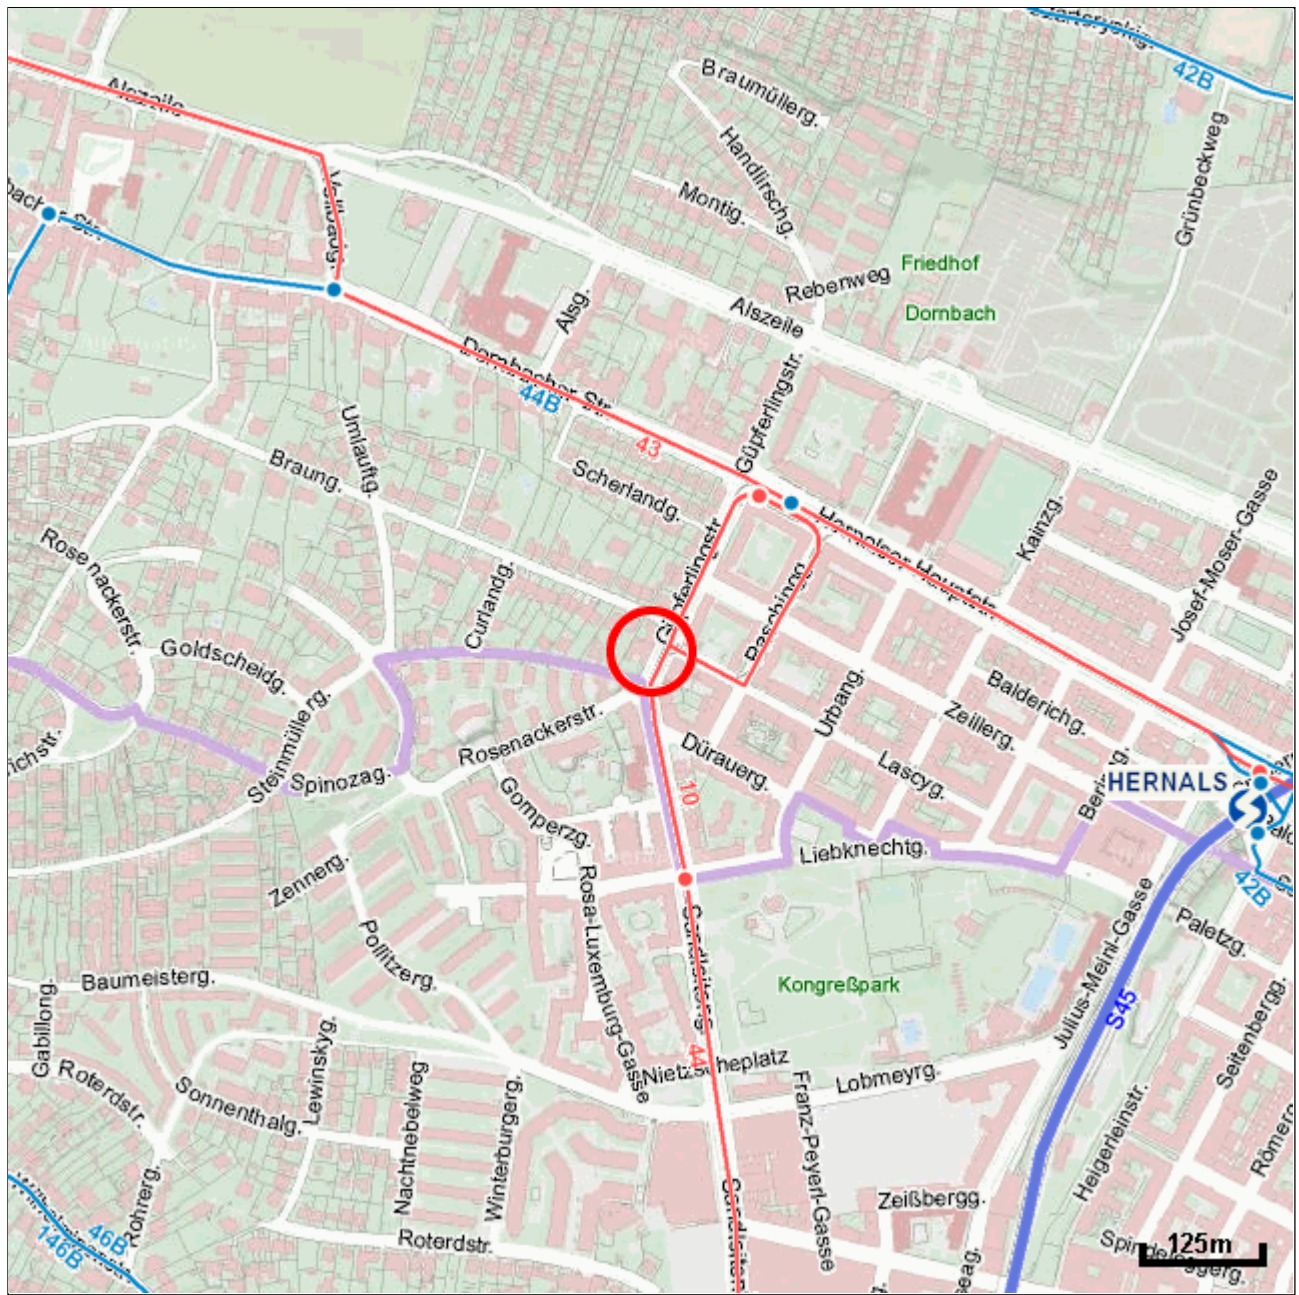 42B
Braumüllerg.
Alszeile
Handlirschg.
Grünbeckweg
Montig.
Friedhof
Rebenweg
Dornbach
Alsg.
Alszeile
Dornbacher Str.
44B
Güpferlingstr.
43
Umlauftg.
Braung.
Scherlandg.
Hernalser Hauptstr.
Kainzg.
Josef-Moser-Gasse
Rosenackerstr.
Curlandg.
Goldscheidg.
Urbang.
Balderichg.
Zeillerg.
Steinmüllerg.
Rosenackerstr.
Dürauerg.
Lascyg.
Spinozag.
10
HERNALS
Gomperzg.
Liebknechtg.
42B
Zennerg.
Rosa-Luxemburg-Gasse
Paletzg.
Pollitzerg.
Baumeisterg.
Kongreßpark
Julius-Meinl-Gasse
S45
Gabillong.
Seitenbergg.
44
Nietzscheplatz
Lobmeyrg.
Roterdstr.
Sonnenthalg.
Lewinskyg.
Nachtnebelweg
Winterburgerg.
Franz-Peyerl-Gasse
Heigerleinstr.
Rohrerg.
Zeißbergg.
46B
146B
Roterdstr.
125m